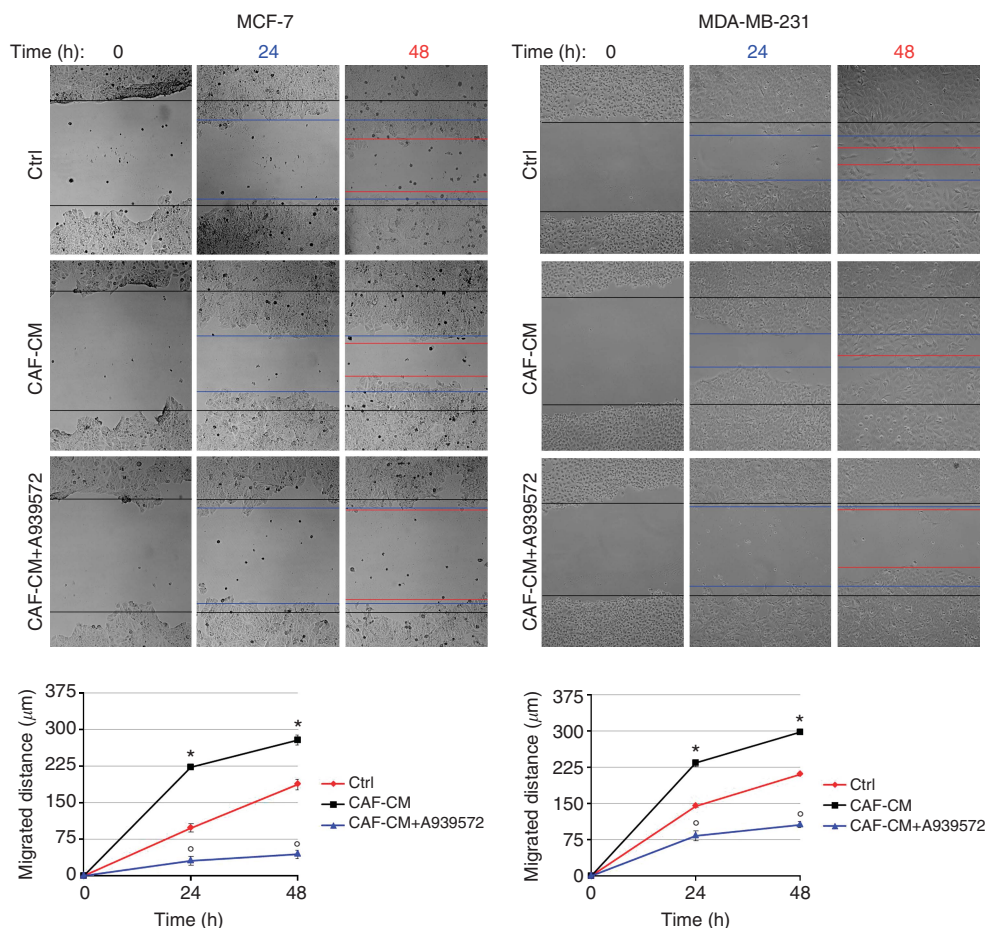 MCF-7
MDA-MB-231
Time (h): 0 24 48
Time (h): 0 24 48
Ctrl
CAF-CM
CAF-CM+A939572
Ctrl
CAF-CM
CAF-CM+A939572
Migrated distance (μm)
375
300
225
150
75
0
0 24 48
Time (h)
* *
° °
Ctrl
CAF-CM
CAF-CM+A939572
Migrated distance (μm)
375
300
225
150
75
0
0 24 48
Time (h)
* *
° °
Ctrl
CAF-CM
CAF-CM+A939572